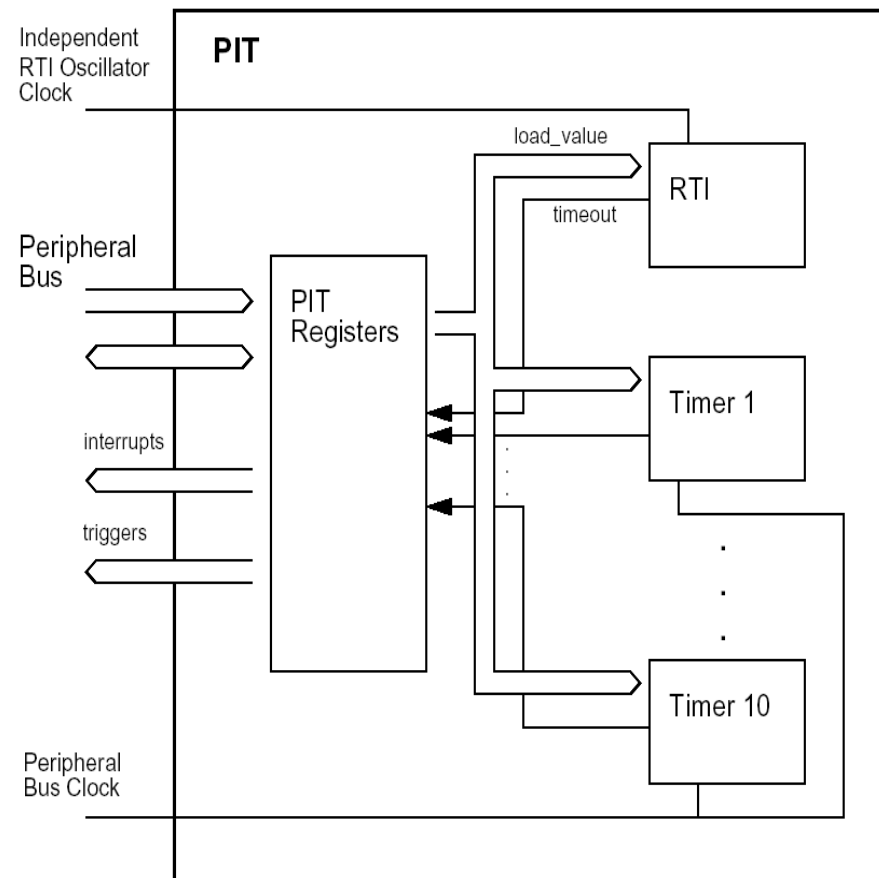 Independent
RTI Oscillator
Clock
PIT
load_value
RTI
timeout
Peripheral
Bus
PIT
Registers
Timer 1
interrupts
triggers
Timer 10
Peripheral
Bus Clock